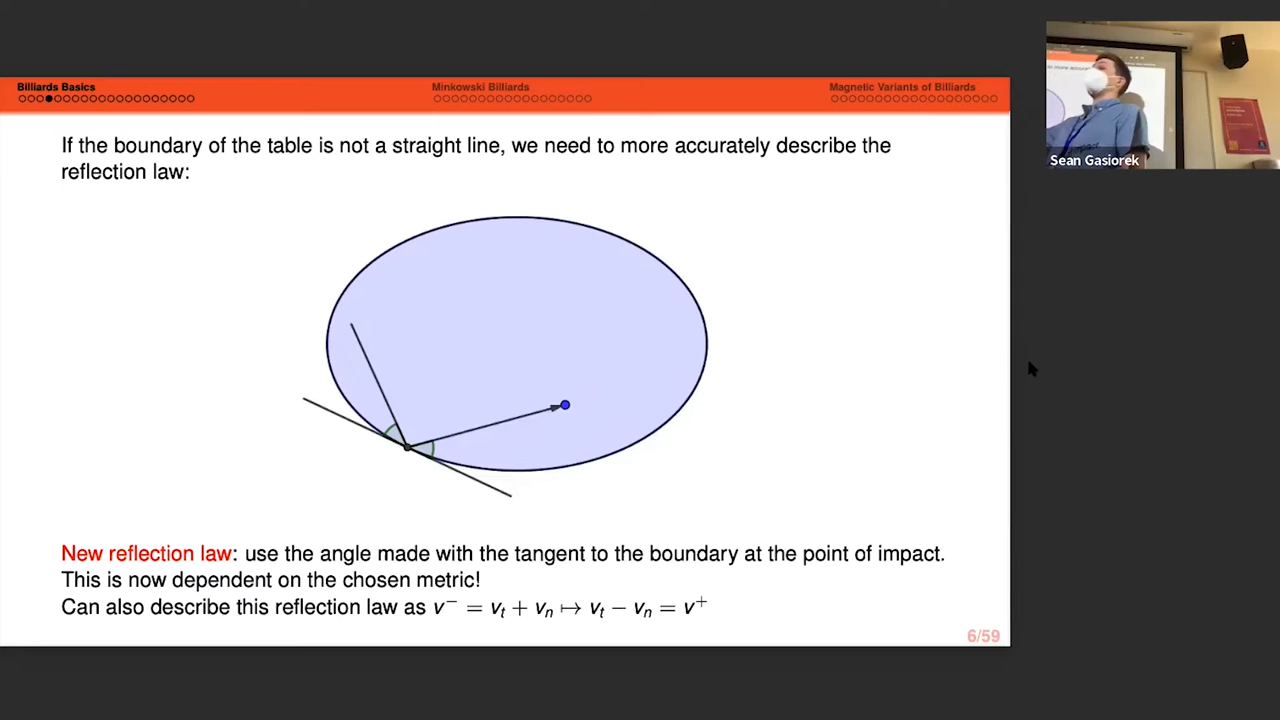 Billiards Basics
Minkowski Billiards
Magnetic Variants of Billiards
If the boundary of the table is not a straight line, we need to more accurately describe the
reflection law:
New reflection law: use the angle made with the tangent to the boundary at the point of impact.
This is now dependent on the chosen metric!
Can also describe this reflection law as v⁻ = vₜ + vₙ ↦ vₜ − vₙ = v⁺
6/59
Sean Gasiorek